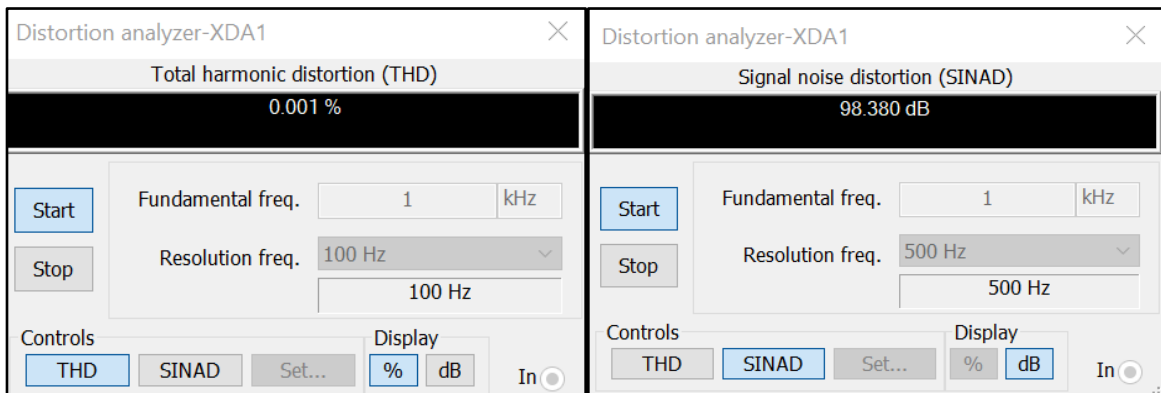 Distortion analyzer-XDA1
Total harmonic distortion (THD)
0.001 %
Start
Fundamental freq.
1
kHz
Stop
Resolution freq.
100 Hz
100 Hz
Controls
Display
THD
SINAD
Set...
%
dB
In
Distortion analyzer-XDA1
Signal noise distortion (SINAD)
98.380 dB
Start
Fundamental freq.
1
kHz
Stop
Resolution freq.
500 Hz
500 Hz
Controls
Display
THD
SINAD
Set...
%
dB
In